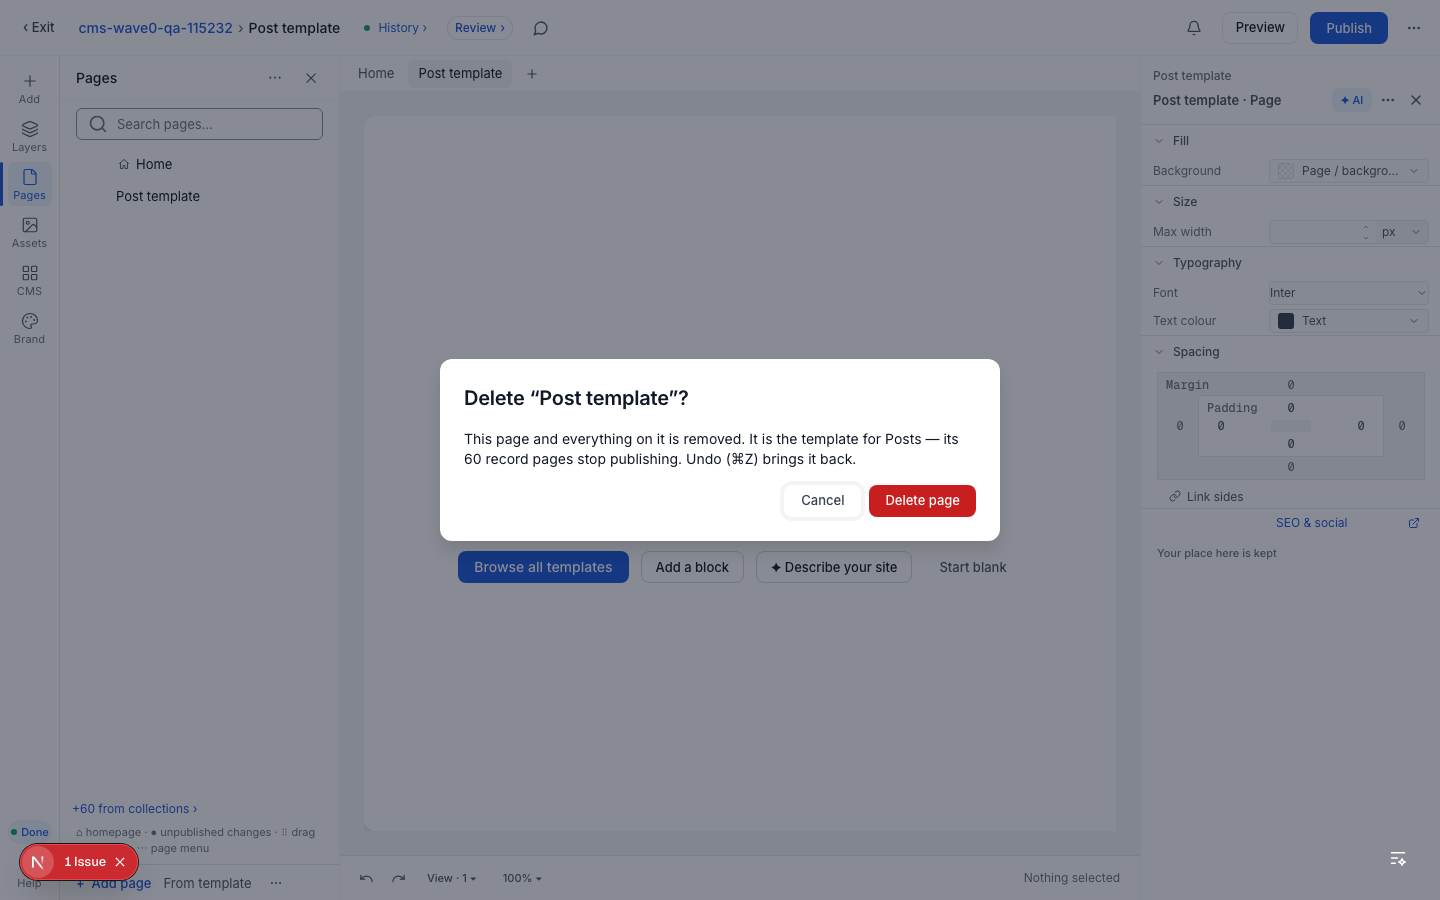 ‹ Exit
cms-wave0-qa-115232 › Post template
History ›
Review ›
Preview
Publish
Add
Layers
Pages
Assets
CMS
Brand
Done
Help
Pages
Search pages...
Home
Post template
+60 from collections ›
⌂ homepage · ● unpublished changes · ⠿ drag
··· page menu
1 Issue
+ Add page
From template
Home
Post template
Delete “Post template”?
This page and everything on it is removed. It is the template for Posts — its
60 record pages stop publishing. Undo (⌘Z) brings it back.
Cancel
Delete page
Browse all templates
Add a block
✦ Describe your site
Start blank
View · 1
100%
Nothing selected
Post template
Post template · Page
✦ AI
Fill
Background
Page / backgro...
Size
Max width
px
Typography
Font
Inter
Text colour
Text
Spacing
Margin
0
Padding
0
0
0
0
0
0
0
Link sides
SEO & social
Your place here is kept